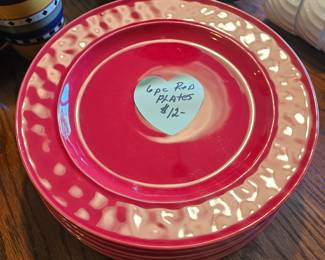 6pc Red
Plates
$12-